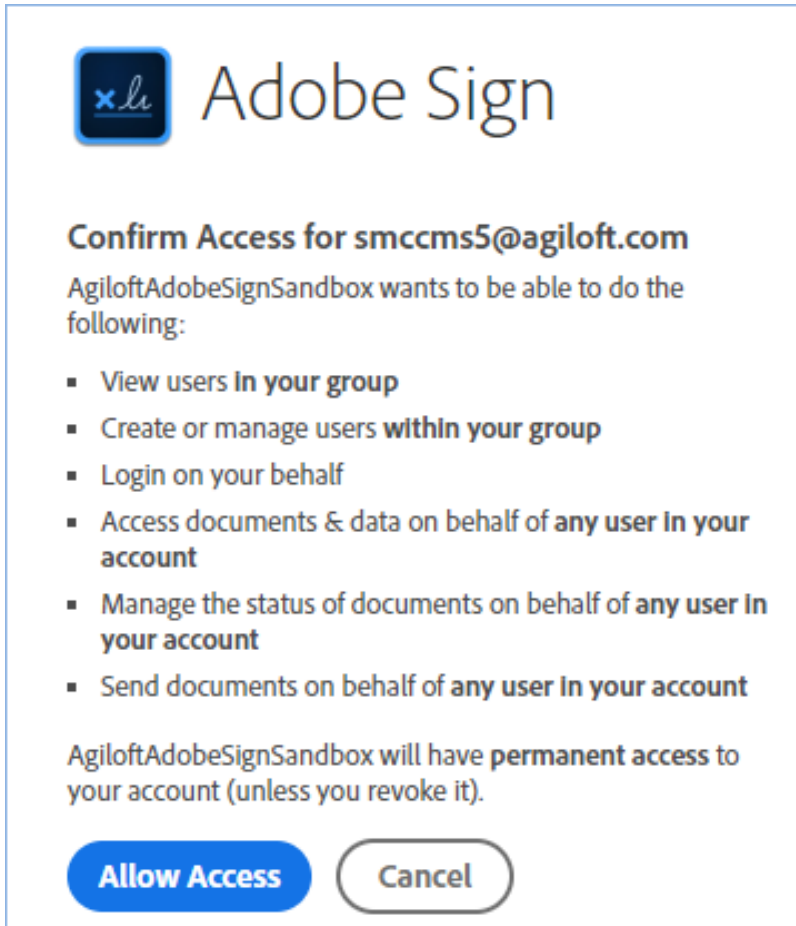 Adobe Sign
Confirm Access for smccms5@agiloft.com
AgiloftAdobeSignSandbox wants to be able to do the
following:
View users in your group
Create or manage users within your group
Login on your behalf
Access documents & data on behalf of any user in your
account
Manage the status of documents on behalf of any user in
your account
Send documents on behalf of any user in your account
AgiloftAdobeSignSandbox will have permanent access to
your account (unless you revoke it).
Allow Access
Cancel